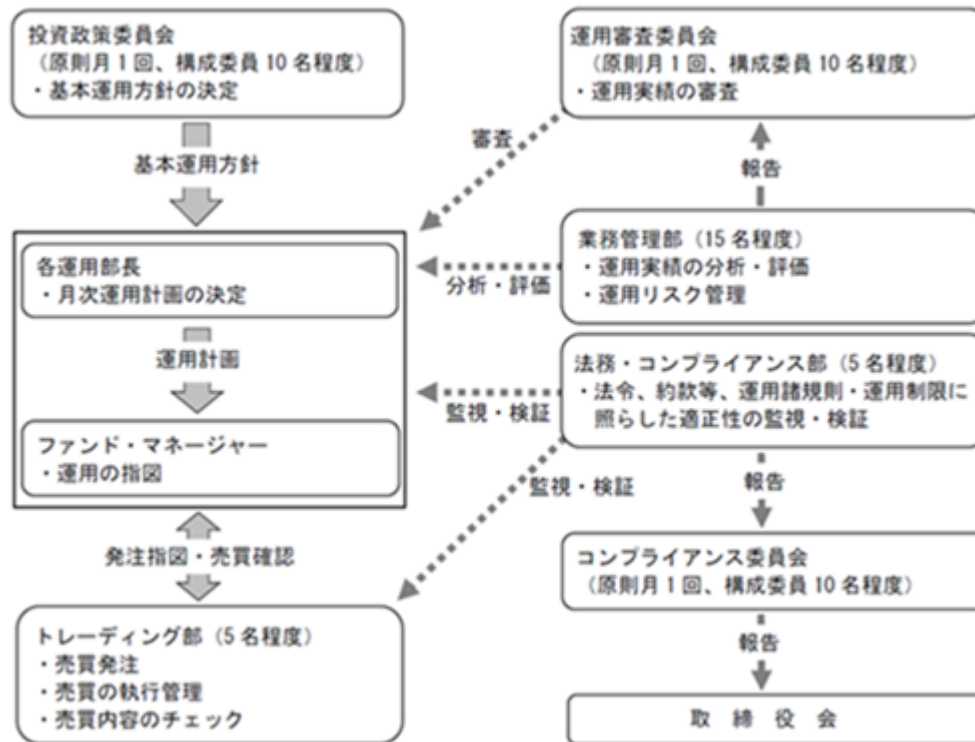 投資政策委員会
（原則月1回、構成委員10名程度）
・基本運用方針の決定
基本運用方針
各運用部長
・月次運用計画の決定
運用計画
ファンド・マネージャー
・運用の指図
発注指図・売買確認
トレーディング部（5名程度）
・売買発注
・売買の執行管理
・売買内容のチェック
運用審査委員会
（原則月1回、構成委員10名程度）
・運用実績の審査
審査
報告
業務管理部（15名程度）
・運用実績の分析・評価
・運用リスク管理
分析・評価
法務・コンプライアンス部（5名程度）
・法令、約款等、運用諸規則・運用制限に
照らした適正性の監視・検証
監視・検証
監視・検証
報告
コンプライアンス委員会
（原則月1回、構成委員10名程度）
報告
取締役会